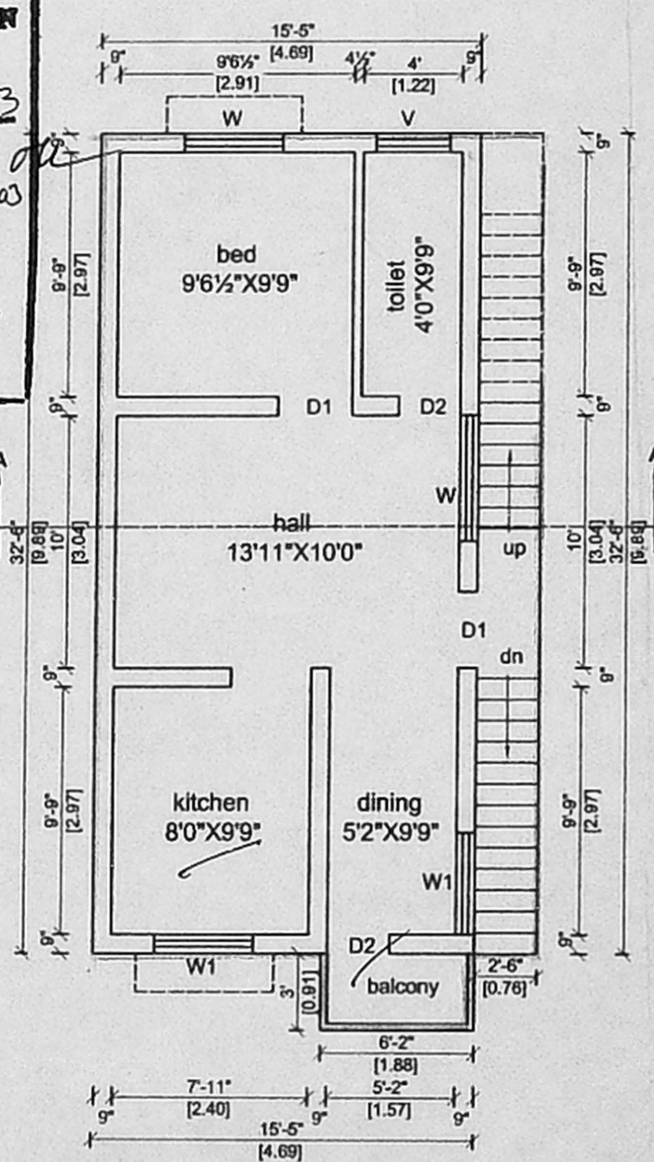 N
3
03
15'-5"
[4.69]
9"
9'6½"
[2.91]
4½"
4'
[1.22]
9"
W
V
9"
9"
bed
9'6½"X9'9"
toilet
4'0"X9'9"
9'-9"
[2.97]
9'-9"
[2.97]
D1
D2
9"
9"
W
32'-6"
[9.89]
10'
[3.04]
hall
13'11"X10'0"
up
10'
[3.04]
32'-6"
[9.89]
D1
dn
9"
9"
kitchen
8'0"X9'9"
dining
5'2"X9'9"
9'-9"
[2.97]
9'-9"
[2.97]
W1
9"
D2
9"
W1
3'
[0.91]
balcony
2'-6"
[0.76]
6'-2"
[1.88]
9"
7'-11"
[2.40]
9"
5'-2"
[1.57]
9"
15'-5"
[4.69]